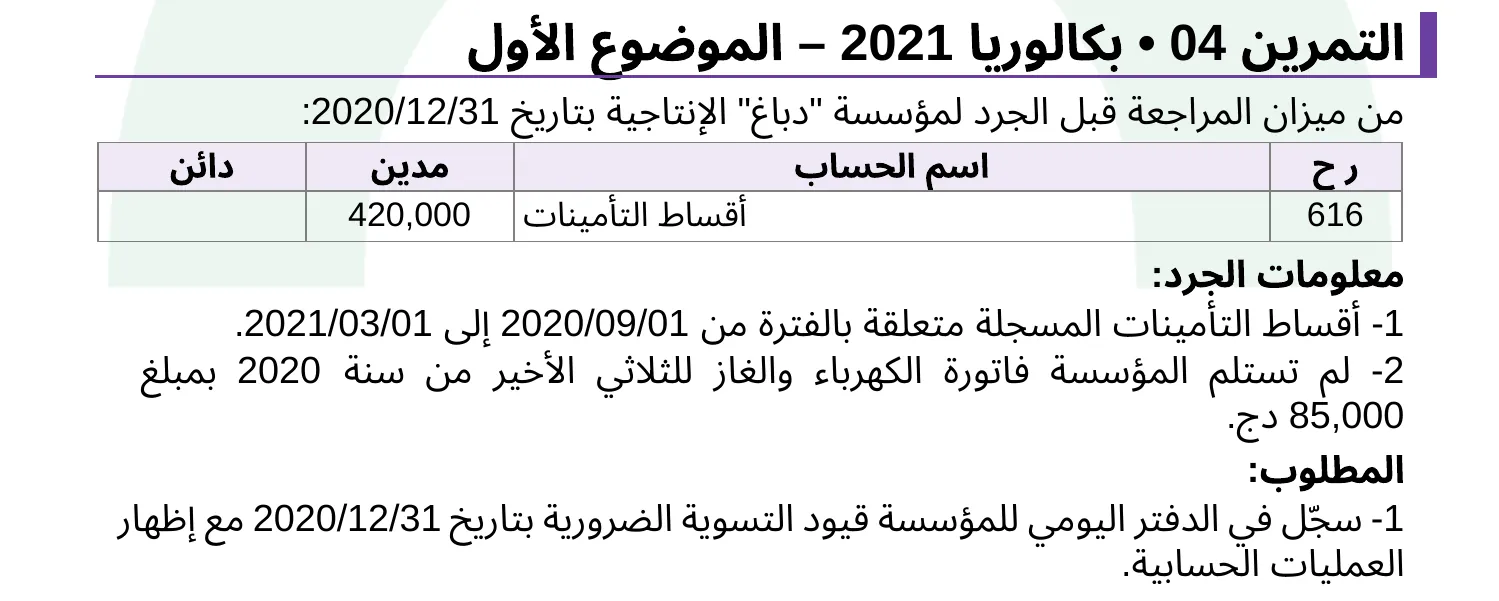 التمرين 04 • بكالوريا 2021 – الموضوع الأول
من ميزان المراجعة قبل الجرد لمؤسسة "دباغ" الإنتاجية بتاريخ 2020/12/31:
ر ح اسم الحساب مدين دائن
616 أقساط التأمينات 420,000
معلومات الجرد:
1- أقساط التأمينات المسجلة متعلقة بالفترة من 2020/09/01 إلى 2021/03/01.
2- لم تستلم المؤسسة فاتورة الكهرباء والغاز للثلاثي الأخير من سنة 2020 بمبلغ
85,000 دج.
المطلوب:
1- سجّل في الدفتر اليومي للمؤسسة قيود التسوية الضرورية بتاريخ 2020/12/31 مع إظهار
العمليات الحسابية.